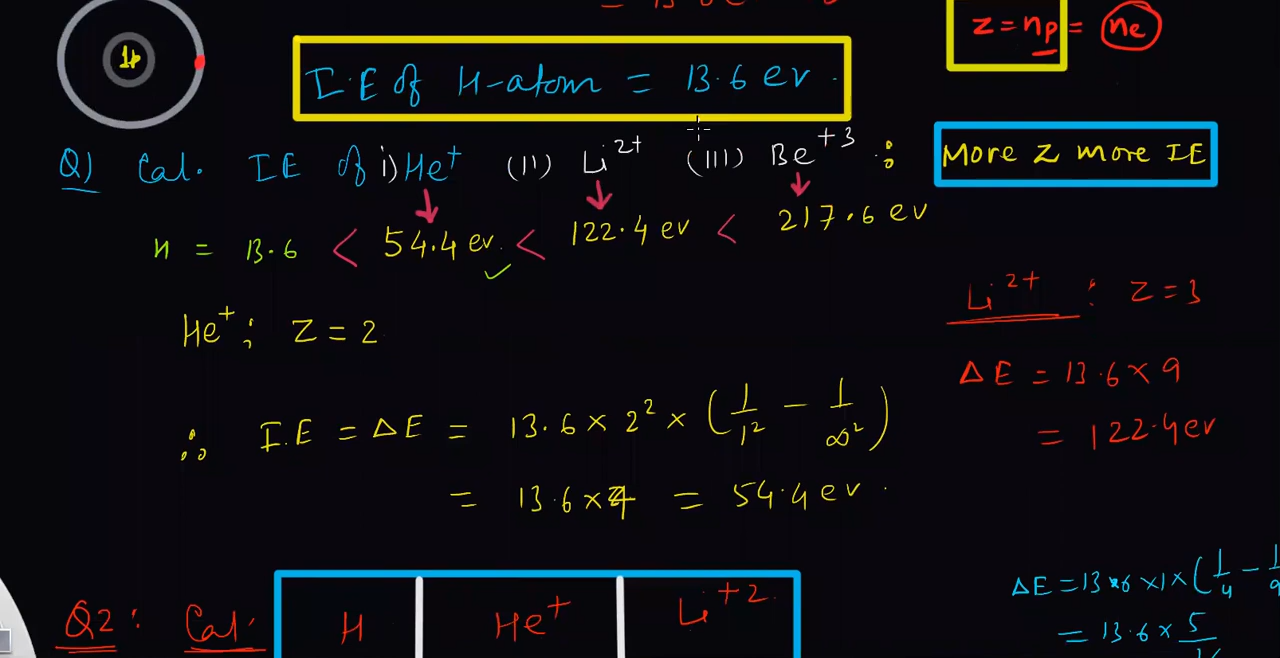 1p
I.E of H-atom = 13.6 ev.
z = np = ne
Q) Cal. IE of i) He⁺ (II) Li²⁺ (III) Be⁺³ :
More Z more IE
H = 13.6 < 54.4 ev < 122.4 ev < 217.6 ev
He⁺ : Z = 2
∴ I.E = ΔE = 13.6 × 2² × (1/1² − 1/∞²)
= 13.6 × 4 = 54.4 ev.
Li²⁺ : Z = 3
ΔE = 13.6 × 9
= 122.4 ev
ΔE = 13.6 × 1 × (1/4 − 1/9
= 13.6 × 5/
Q2 : Cal. H He⁺ Li⁺²